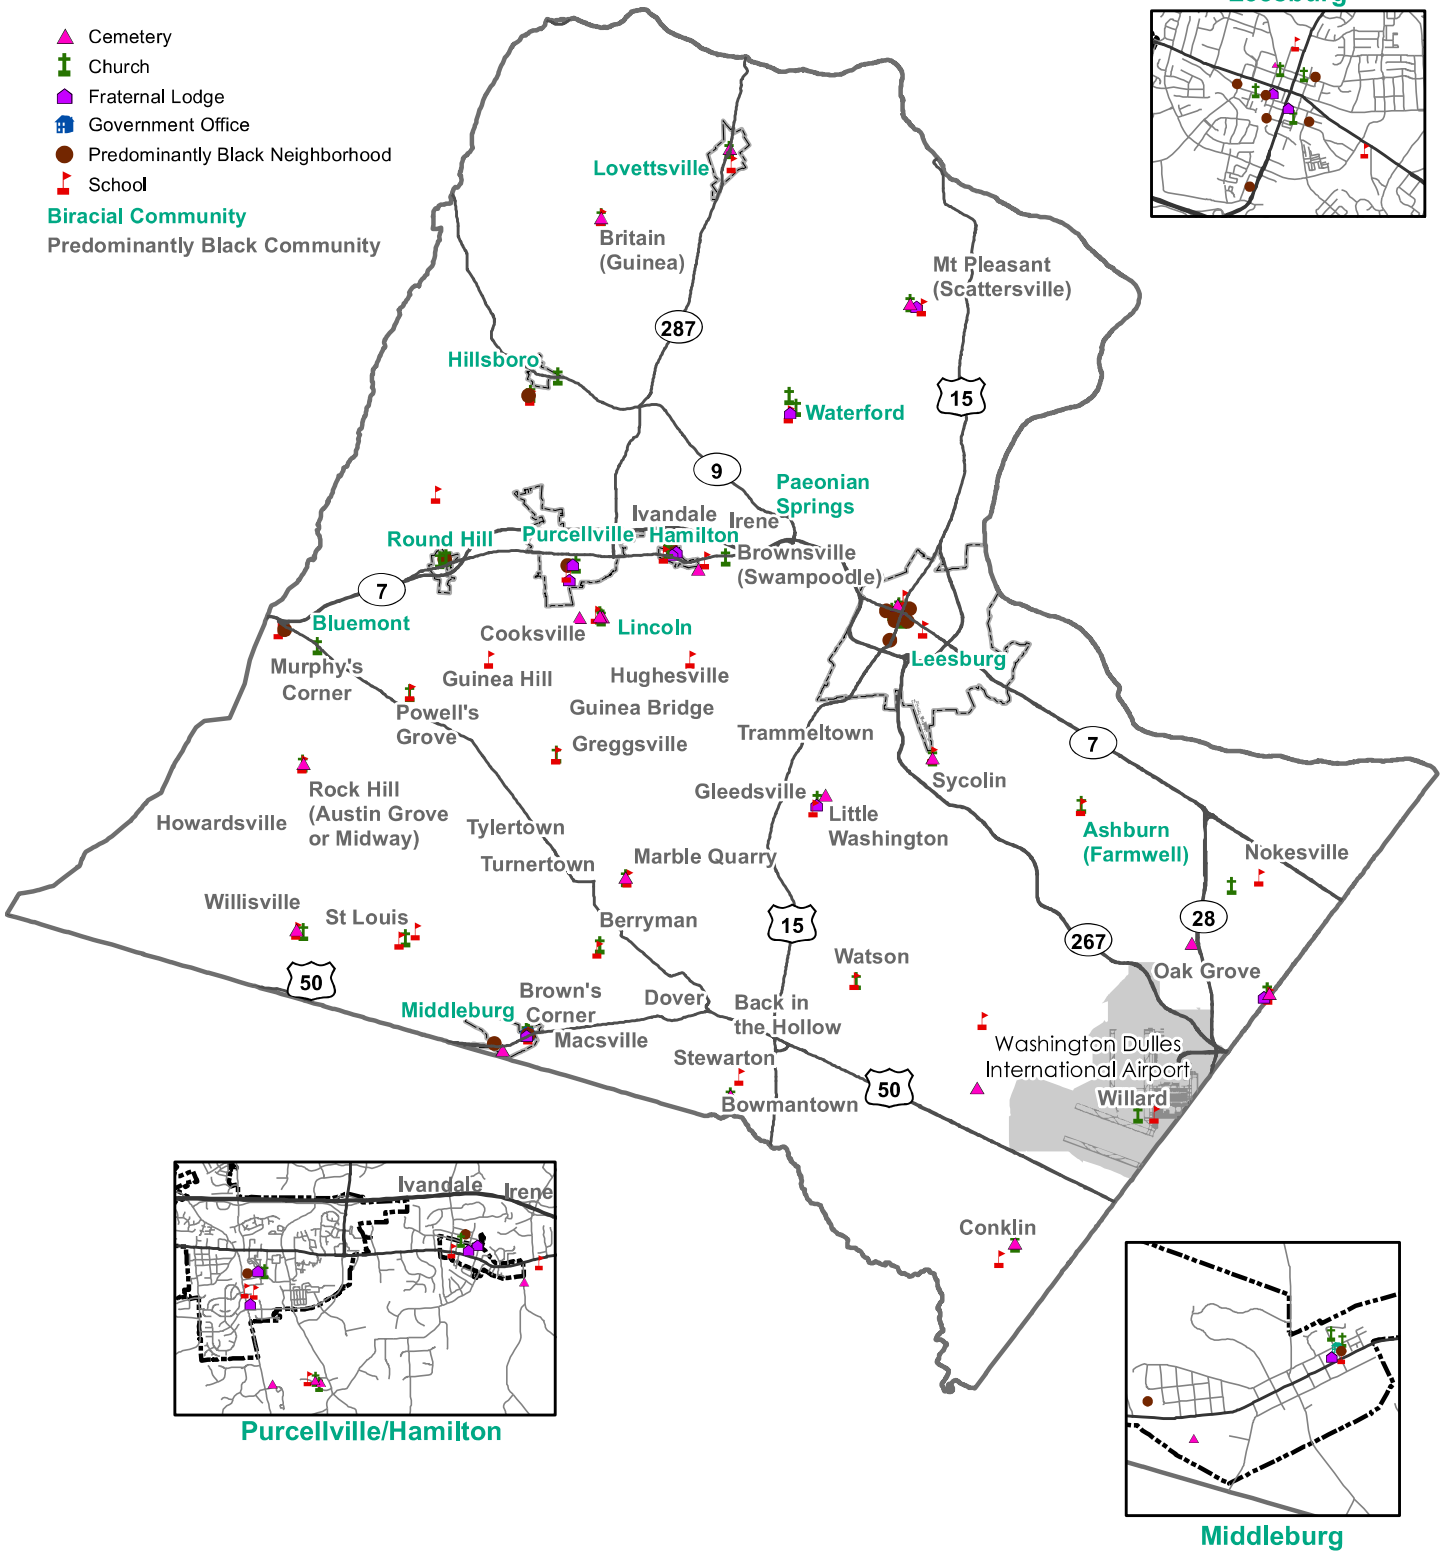 Leesburg
Cemetery
Church
Fraternal Lodge
Government Office
Predominantly Black Neighborhood
School
Biracial Community
Predominantly Black Community
Lovettsville
Britain
(Guinea)
Mt Pleasant
(Scattersville)
287
Hillsboro
15
Waterford
9
Paeonian
Springs
Ivandale
Irene
Round Hill
Purcellville
Hamilton
Brownsville
(Swampoodle)
7
Bluemont
Cooksville
Lincoln
Leesburg
Murphy's
Corner
Guinea Hill
Hughesville
Powell's
Grove
Guinea Bridge
Trammeltown
Greggsville
7
Sycolin
Rock Hill
(Austin Grove
or Midway)
Gleedsville
Little
Washington
Howardsville
Tylertown
Turnertown
Marble Quarry
Ashburn
(Farmwell)
Nokesville
Willisville
St Louis
Berryman
15
28
267
Watson
Oak Grove
50
Brown's
Corner
Dover
Back in
the Hollow
Middleburg
Macsville
Stewarton
Washington Dulles
International Airport
50
Willard
Bowmantown
Ivandale
Irene
Conklin
Purcellville/Hamilton
Middleburg